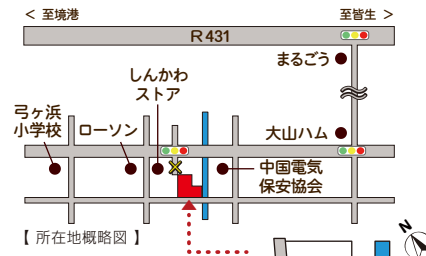 < 至境港
至皆生 >
R431
まるごう
しんかわ
ストア
弓ヶ浜
小学校
ローソン
大山ハム
中国電気
保安協会
【 所在地概略図 】
N